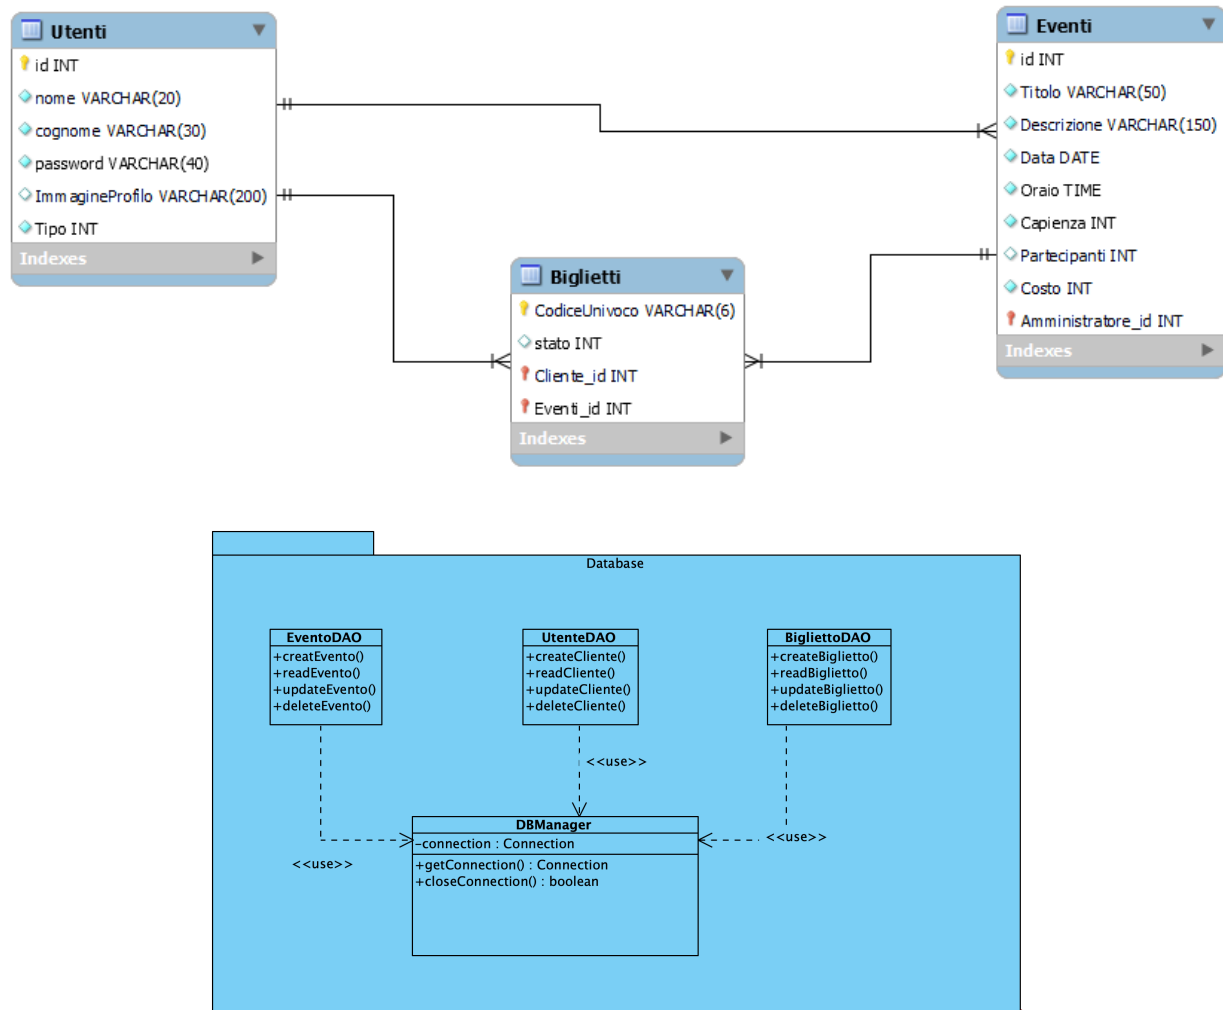 Utenti
id INT
nome VARCHAR(20)
cognome VARCHAR(30)
password VARCHAR(40)
ImmagineProfilo VARCHAR(200)
Tipo INT
Indexes
Eventi
id INT
Titolo VARCHAR(50)
Descrizione VARCHAR(150)
Data DATE
Oraio TIME
Capienza INT
Partecipanti INT
Costo INT
Amministratore_id INT
Indexes
Biglietti
CodiceUnivoco VARCHAR(6)
stato INT
Cliente_id INT
Eventi_id INT
Indexes
Database
EventoDAO
+creatEvento()
+readEvento()
+updateEvento()
+deleteEvento()
UtenteDAO
+createCliente()
+readCliente()
+updateCliente()
+deleteCliente()
BigliettoDAO
+createBiglietto()
+readBiglietto()
+updateBiglietto()
+deleteBiglietto()
<<use>>
<<use>>
<<use>>
DBManager
-connection : Connection
+getConnection() : Connection
+closeConnection() : boolean